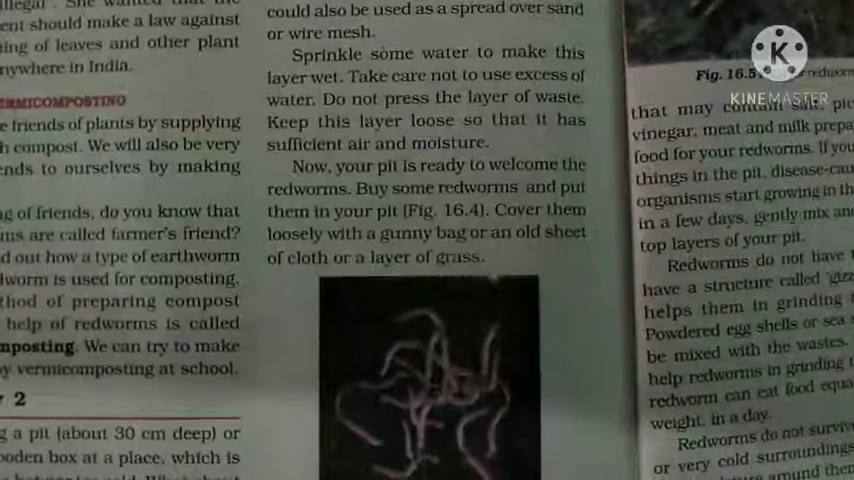 illegal". She wanted that the
ent should make a law against
ing of leaves and other plant
nywhere in India.
ERMICOMPOSTING
e friends of plants by supplying
h compost. We will also be very
ends to ourselves by making
ng of friends, do you know that
ms are called farmer's friend?
d out how a type of earthworm
dworm is used for composting.
thod of preparing compost
help of redworms is called
mposting. We can try to make
by vermicomposting at school.
y 2
g a pit (about 30 cm deep) or
ooden box at a place, which is
could also be used as a spread over sand
or wire mesh.
Sprinkle some water to make this
layer wet. Take care not to use excess of
water. Do not press the layer of waste.
Keep this layer loose so that it has
sufficient air and moisture.
Now, your pit is ready to welcome the
redworms. Buy some redworms and put
them in your pit (Fig. 16.4). Cover them
loosely with a gunny bag or an old sheet
of cloth or a layer of grass.
Fig. 16.5 redworm
that may contain salt, pic
vinegar, meat and milk prepa
food for your redworms. If you
things in the pit, disease-cau
organisms start growing in th
in a few days, gently mix and
top layers of your pit.
Redworms do not have
have a structure called 'gizz
helps them in grinding
Powdered egg shells or sea s
be mixed with the wastes.
help redworms in grinding
redworm can eat food equa
weight, in a day.
Redworms do not survive
or very cold surroundings
around them
K
MADE WITH
KINEMASTER